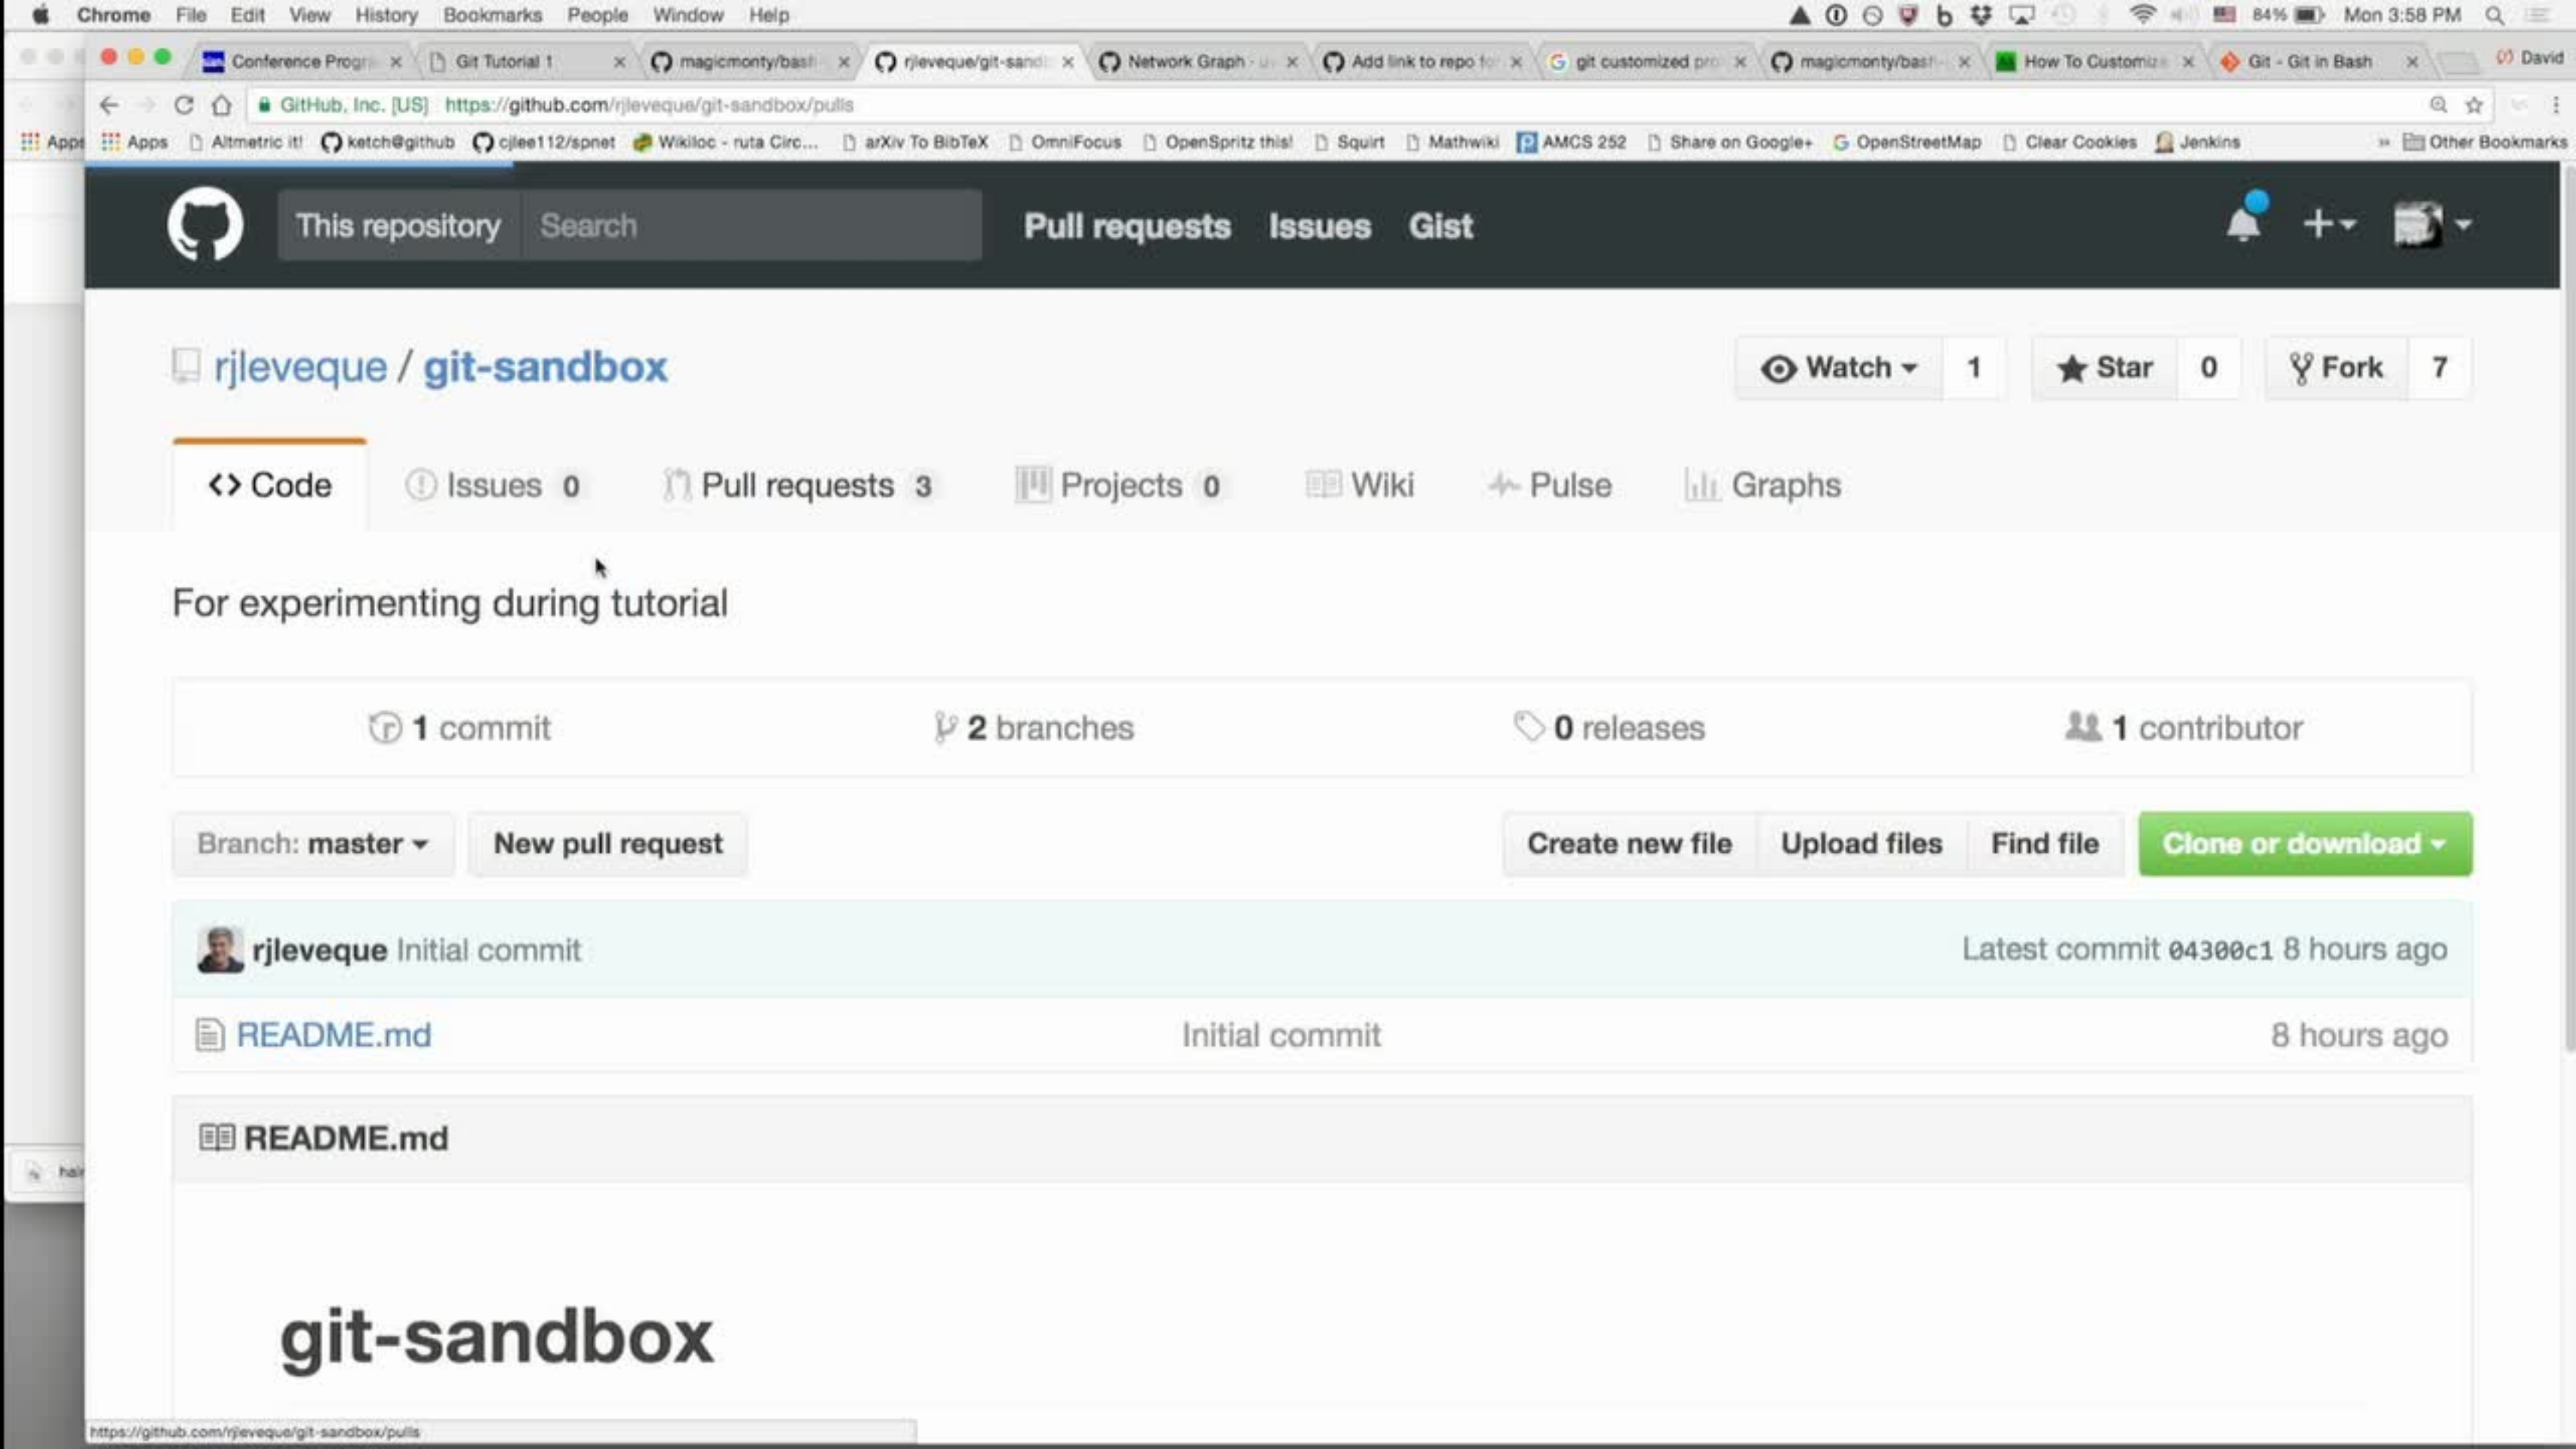 Chrome File Edit View History Bookmarks People Window Help 84% Mon 3:58 PM
Conference Progr Git Tutorial 1 magicmonty/bash rjleveque/git-sand Network Graph · Add link to repo fo git customized pro magicmonty/bash- How To Customiz Git - Git in Bash David
GitHub, Inc. [US] https://github.com/rjleveque/git-sandbox/pulls
Apps Apps Altmetric it! ketch@github cjlee112/spnet Wikiloc - ruta Circ... arXiv To BibTeX OmniFocus OpenSpritz this! Squirt Mathwiki AMCS 252 Share on Google+ OpenStreetMap Clear Cookies Jenkins » Other Bookmarks
This repository Search Pull requests Issues Gist
rjleveque / git-sandbox Watch 1 Star 0 Fork 7
<> Code Issues 0 Pull requests 3 Projects 0 Wiki Pulse Graphs
For experimenting during tutorial
1 commit 2 branches 0 releases 1 contributor
Branch: master New pull request Create new file Upload files Find file Clone or download
rjleveque Initial commit Latest commit 04300c1 8 hours ago
README.md Initial commit 8 hours ago
README.md
hair
git-sandbox
https://github.com/rjleveque/git-sandbox/pulls